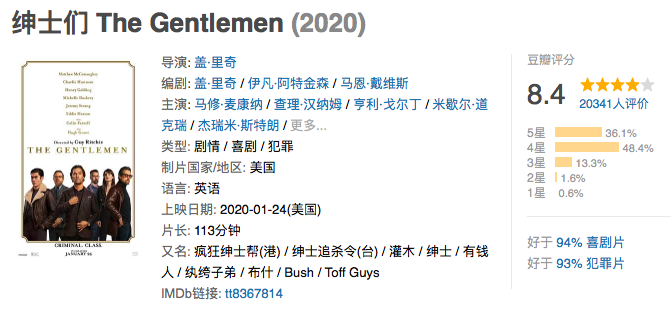 绅士们 The Gentlemen (2020)
Matthew McConaughey
Charlie Hunnam
Henry Golding
Michelle Dockery
Jeremy Strong
Eddie Marsan
Colin Farrell
Hugh Grant
Directed by Guy Ritchie
THE GENTLEMEN
CRIMINAL. CLASS.
JANUARY 24
导演: 盖·里奇
编剧: 盖·里奇 / 伊凡·阿特金森 / 马恩·戴维斯
主演: 马修·麦康纳 / 查理·汉纳姆 / 亨利·戈尔丁 / 米歇尔·道
克瑞 / 杰瑞米·斯特朗 / 更多...
类型: 剧情 / 喜剧 / 犯罪
制片国家/地区: 美国
语言: 英语
上映日期: 2020-01-24(美国)
片长: 113分钟
又名: 疯狂绅士帮(港) / 绅士追杀令(台) / 灌木 / 绅士 / 有钱
人 / 纨绔子弟 / 布什 / Bush / Toff Guys
IMDb链接: tt8367814
豆瓣评分
8.4
20341人评价
5星 36.1%
4星 48.4%
3星 13.3%
2星 1.6%
1星 0.6%
好于 94% 喜剧片
好于 93% 犯罪片